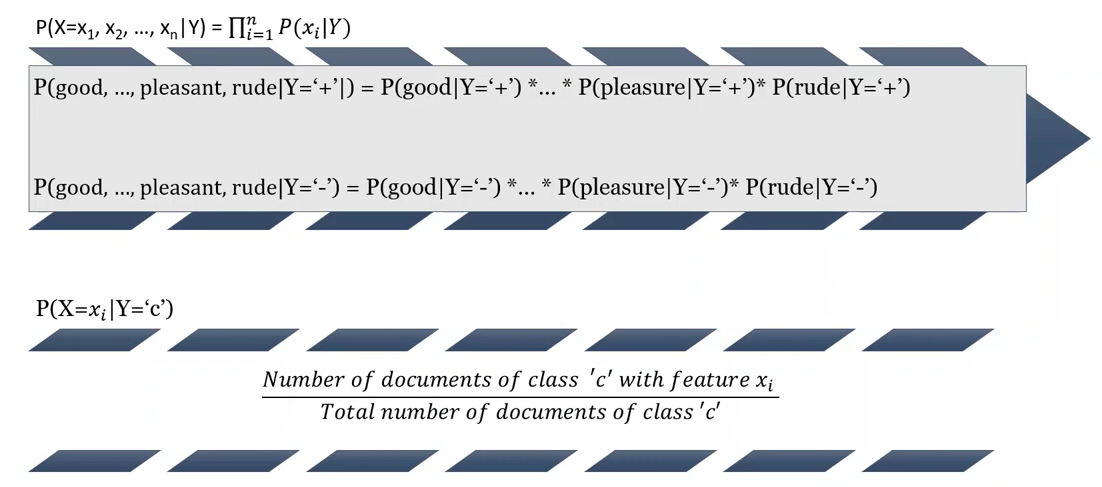 P(X=x₁, x₂, ..., xₙ|Y) = ∏ⁿᵢ₌₁ P(xᵢ|Y)
P(good, ..., pleasant, rude|Y=‘+’|) = P(good|Y=‘+’) *... * P(pleasure|Y=‘+’)* P(rude|Y=‘+’)
P(good, ..., pleasant, rude|Y=‘-’) = P(good|Y=‘-’) *... * P(pleasure|Y=‘-’)* P(rude|Y=‘-’)
P(X=xᵢ|Y=‘c’)
Number of documents of class ′c′ with feature xᵢ
Total number of documents of class ′c′